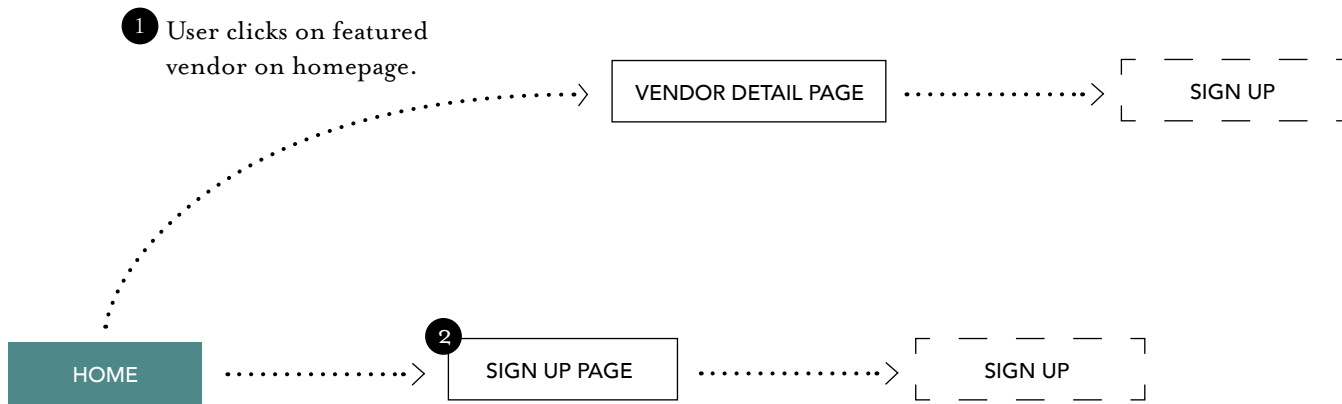 1 User clicks on featured
vendor on homepage.
VENDOR DETAIL PAGE
SIGN UP
2
HOME
SIGN UP PAGE
SIGN UP